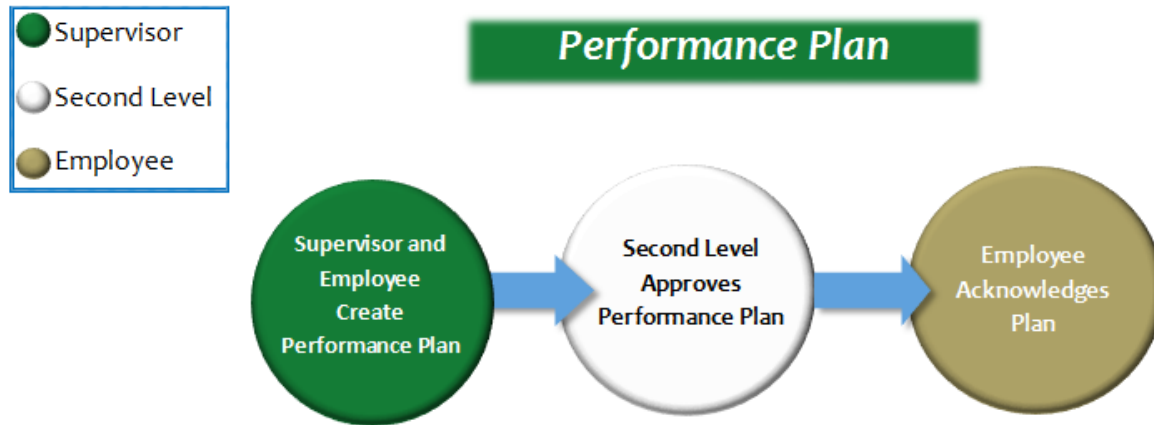 Supervisor
Second Level
Employee
Performance Plan
Supervisor and
Employee
Create
Performance Plan
Second Level
Approves
Performance Plan
Employee
Acknowledges
Plan